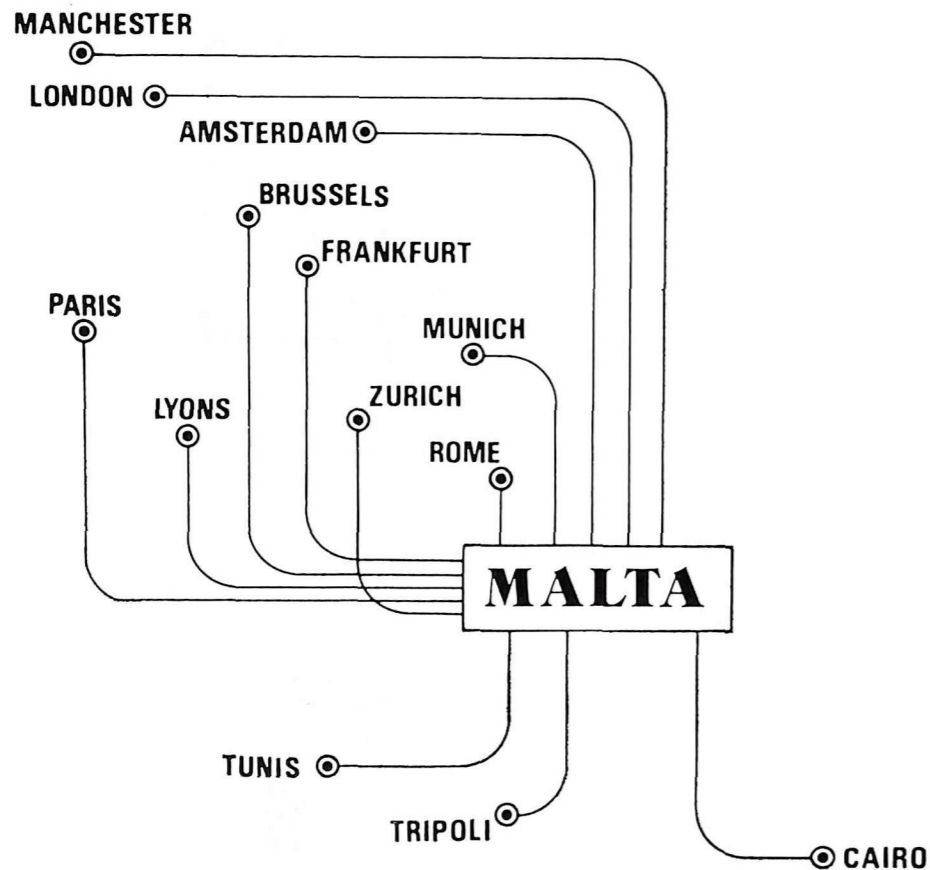 MANCHESTER
LONDON
AMSTERDAM
BRUSSELS
FRANKFURT
PARIS
MUNICH
ZURICH
LYONS
ROME
MALTA
TUNIS
TRIPOLI
CAIRO